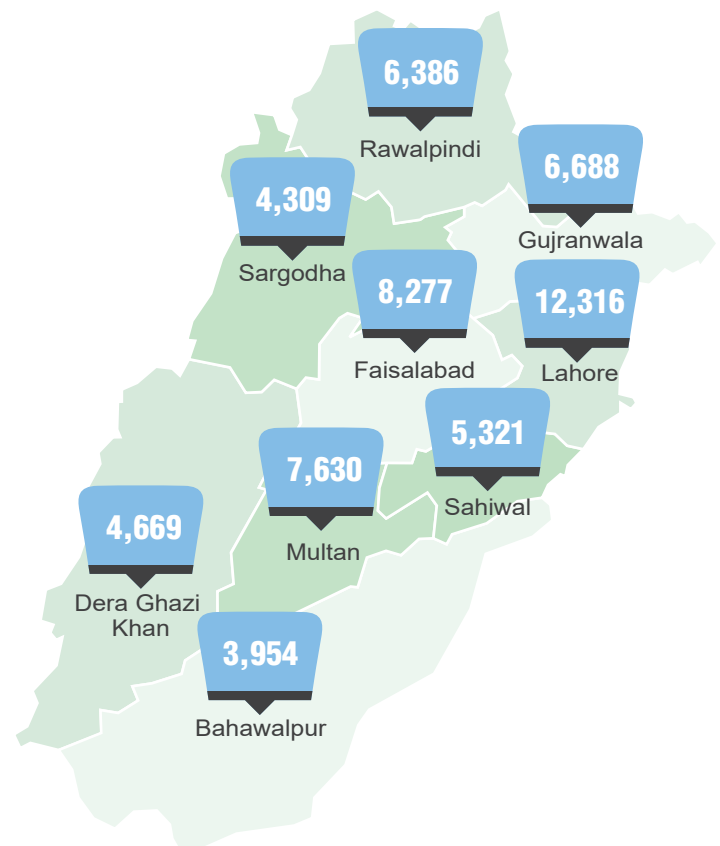 6,386
Rawalpindi
6,688
Gujranwala
4,309
Sargodha
8,277
Faisalabad
12,316
Lahore
5,321
Sahiwal
7,630
Multan
4,669
Dera Ghazi
Khan
3,954
Bahawalpur